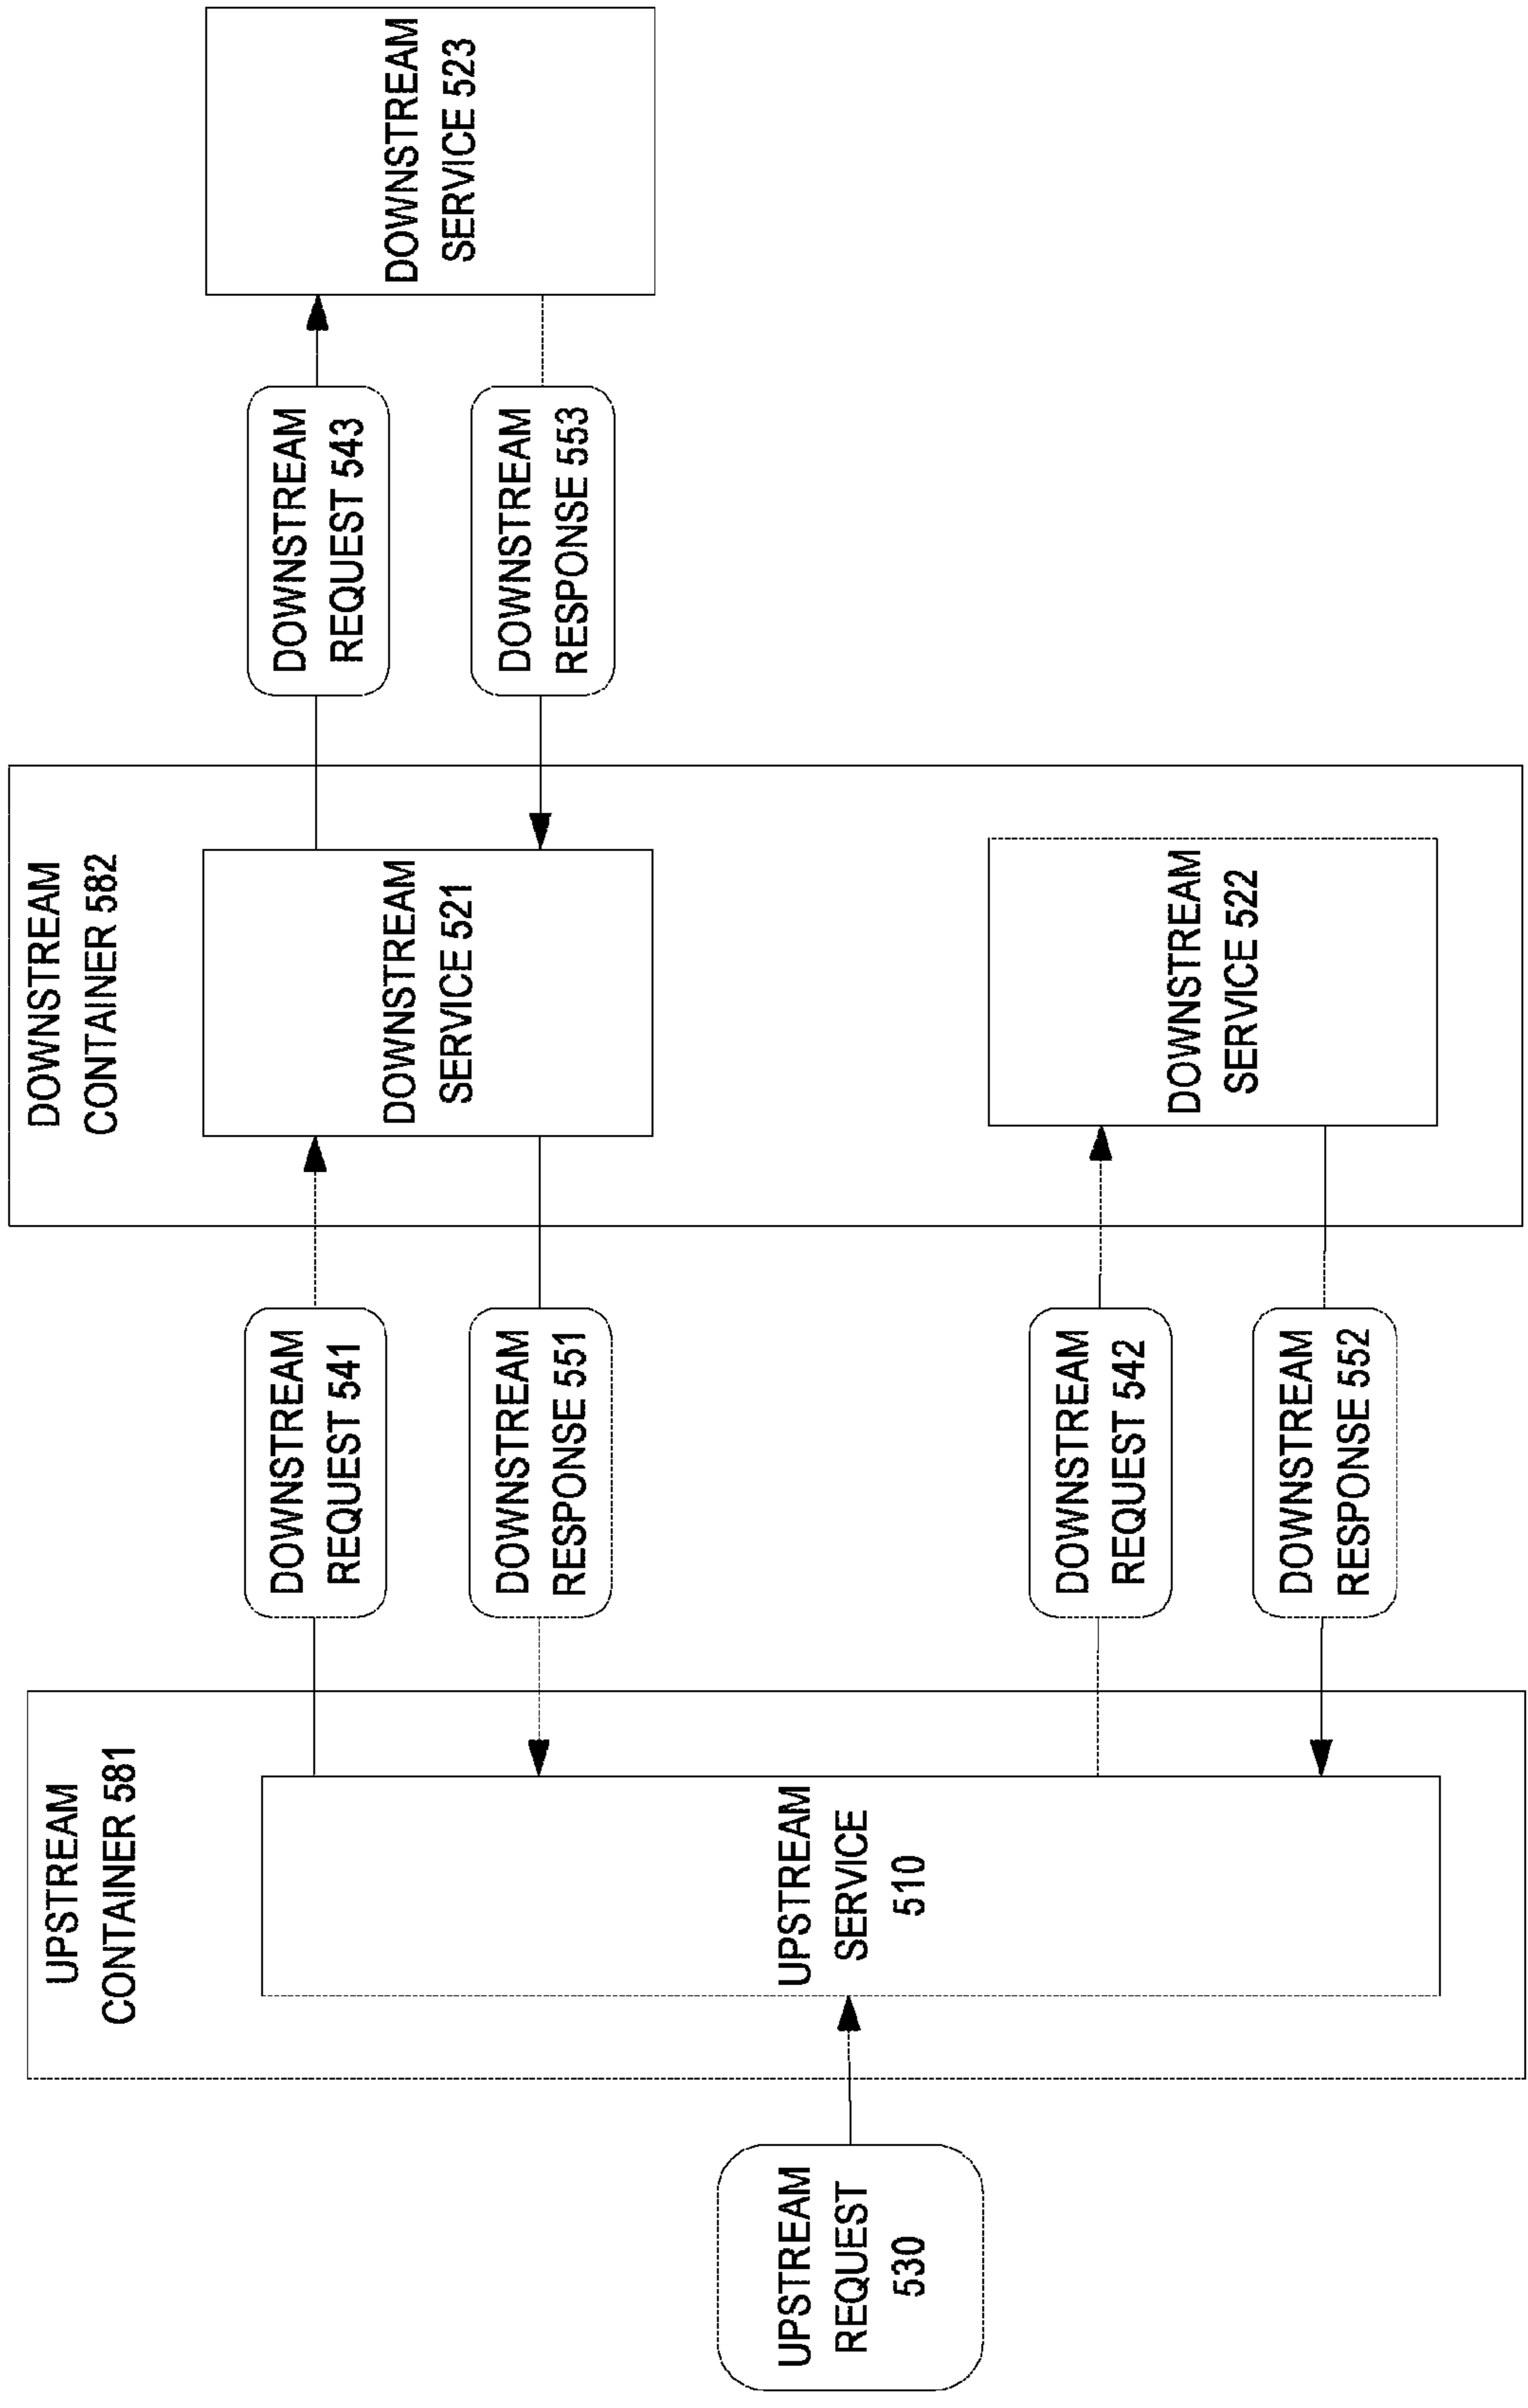 UPSTREAM
REQUEST
530
UPSTREAM
CONTAINER 581
UPSTREAM
SERVICE
510
DOWNSTREAM
REQUEST 541
DOWNSTREAM
RESPONSE 551
DOWNSTREAM
REQUEST 542
DOWNSTREAM
RESPONSE 552
DOWNSTREAM
CONTAINER 582
DOWNSTREAM
SERVICE 521
DOWNSTREAM
SERVICE 522
DOWNSTREAM
REQUEST 543
DOWNSTREAM
RESPONSE 553
DOWNSTREAM
SERVICE 523